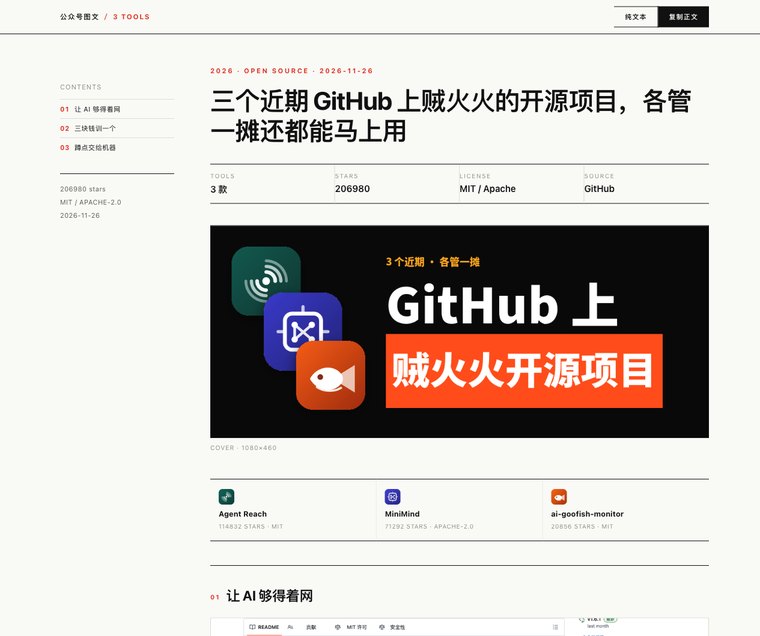 公众号图文 / 3 TOOLS
纯文本
复制正文
CONTENTS
01 让 AI 够得着网
02 三块钱训一个
03 蹲点交给机器
206980 stars
MIT / APACHE-2.0
2026-11-26
2026 · OPEN SOURCE · 2026-11-26
三个近期 GitHub 上贼火火的开源项目，各管
一摊还都能马上用
TOOLS
3 款
STARS
206980
LICENSE
MIT / Apache
SOURCE
GitHub
3 个近期 · 各管一摊
GitHub 上
贼火火开源项目
COVER · 1080×460
Agent Reach
114832 STARS · MIT
MiniMind
71292 STARS · APACHE-2.0
ai-goofish-monitor
20856 STARS · MIT
01 让 AI 够得着网
README
贡献
MIT 许可
安全性
last month